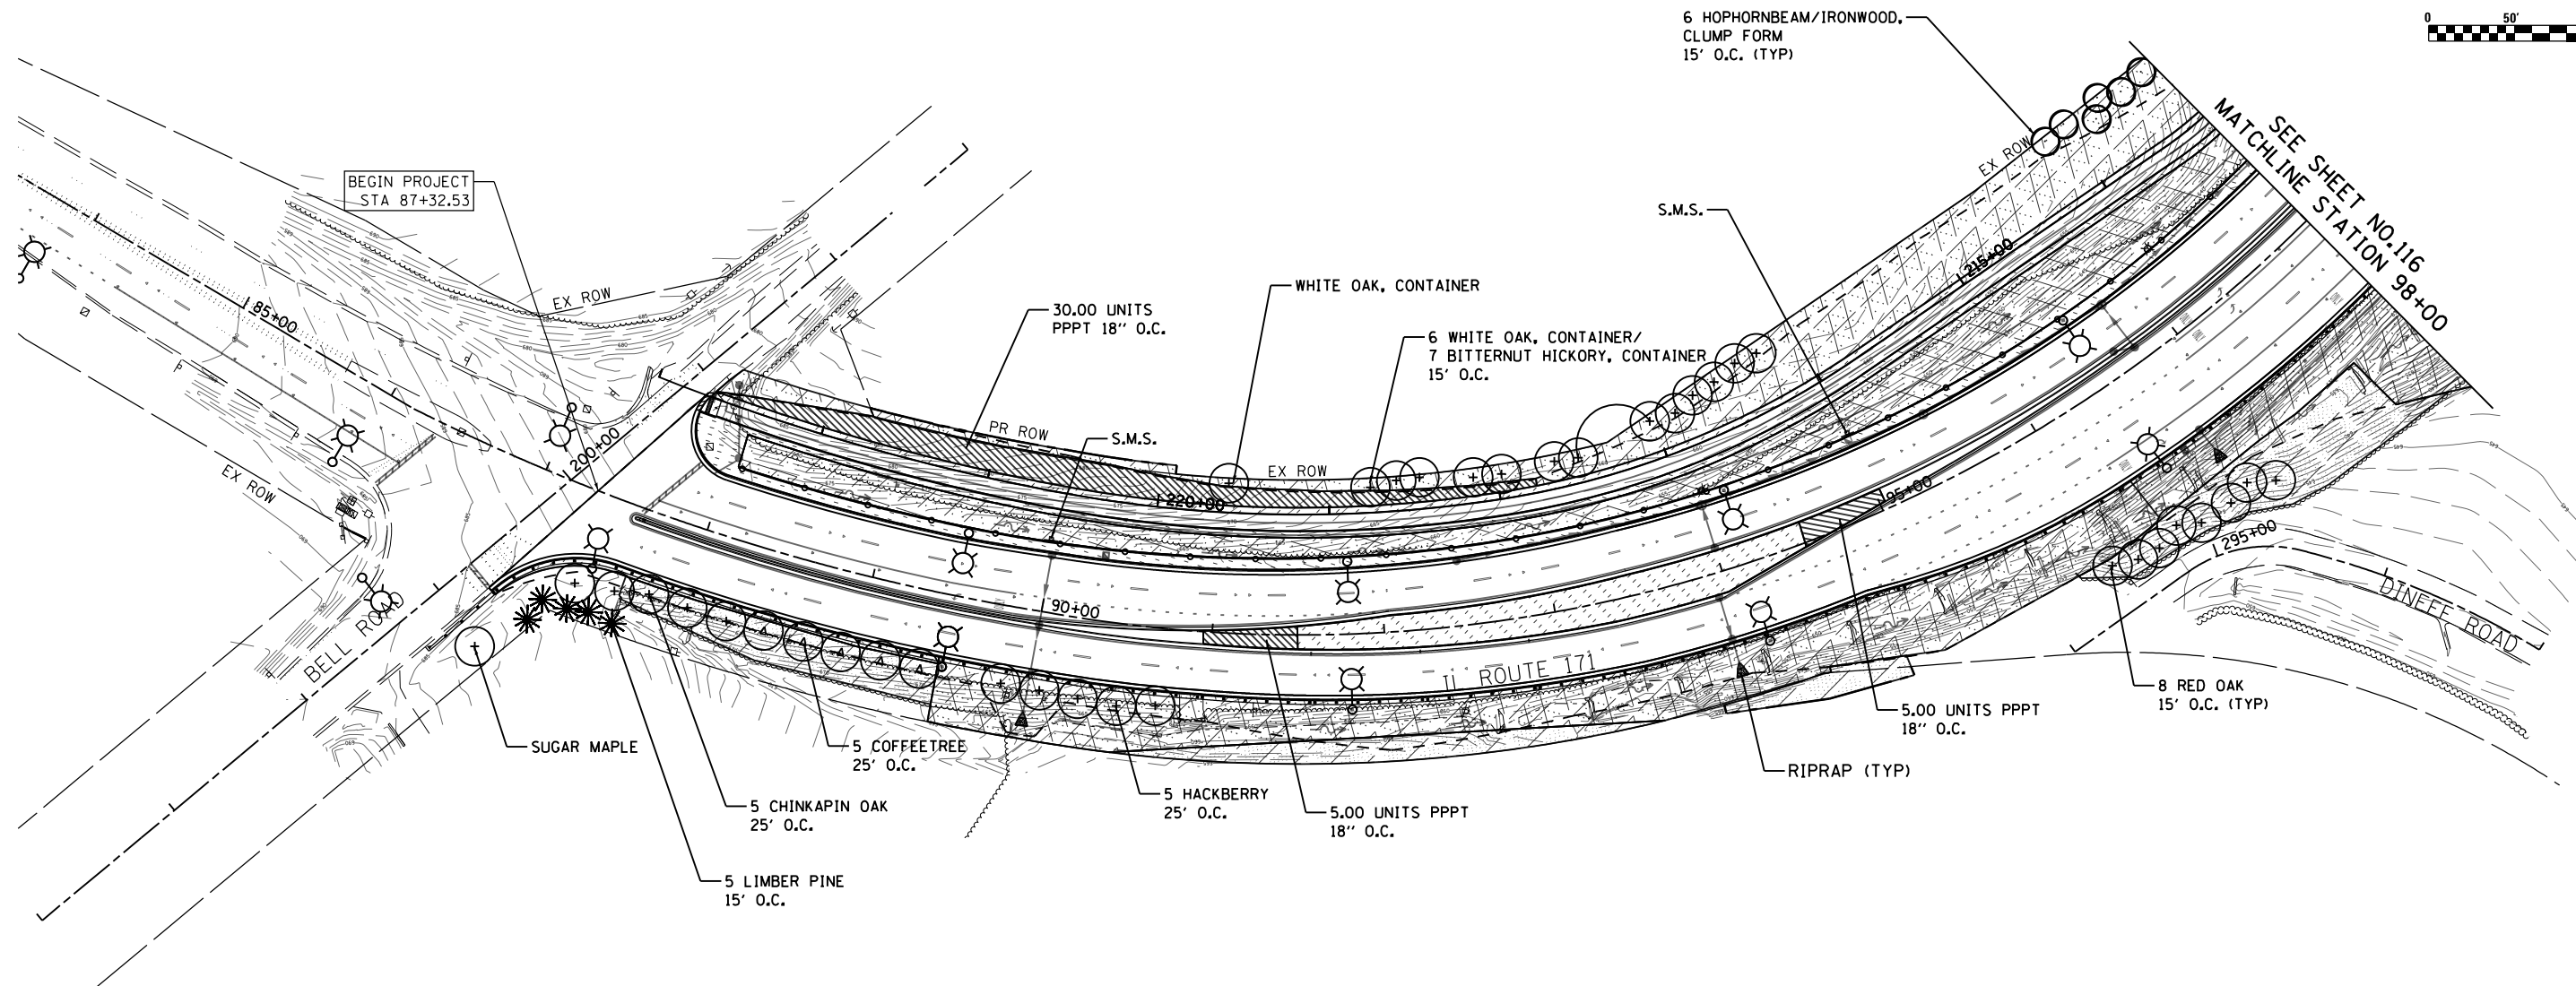 6 HOPHORNBEAM/IRONWOOD,
CLUMP FORM
15' O.C. (TYP)
0 50'
SEE SHEET NO.116
MATCHLINE STATION 98+00
EX ROW
BEGIN PROJECT
STA 87+32.53
S.M.S.
215+00
85+00
EX ROW
WHITE OAK, CONTAINER
30.00 UNITS
PPPT 18" O.C.
6 WHITE OAK, CONTAINER/
7 BITTERNUT HICKORY, CONTAINER
15' O.C.
200+00
PR ROW
S.M.S.
EX ROW
EX ROW
220+00
95+00
295+00
90+00
DINEFF ROAD
BELL ROAD
IL ROUTE 171
8 RED OAK
15' O.C. (TYP)
5.00 UNITS PPPT
18" O.C.
SUGAR MAPLE
5 COFFEETREE
25' O.C.
RIPRAP (TYP)
5 CHINKAPIN OAK
25' O.C.
5 HACKBERRY
25' O.C.
5.00 UNITS PPPT
18" O.C.
5 LIMBER PINE
15' O.C.